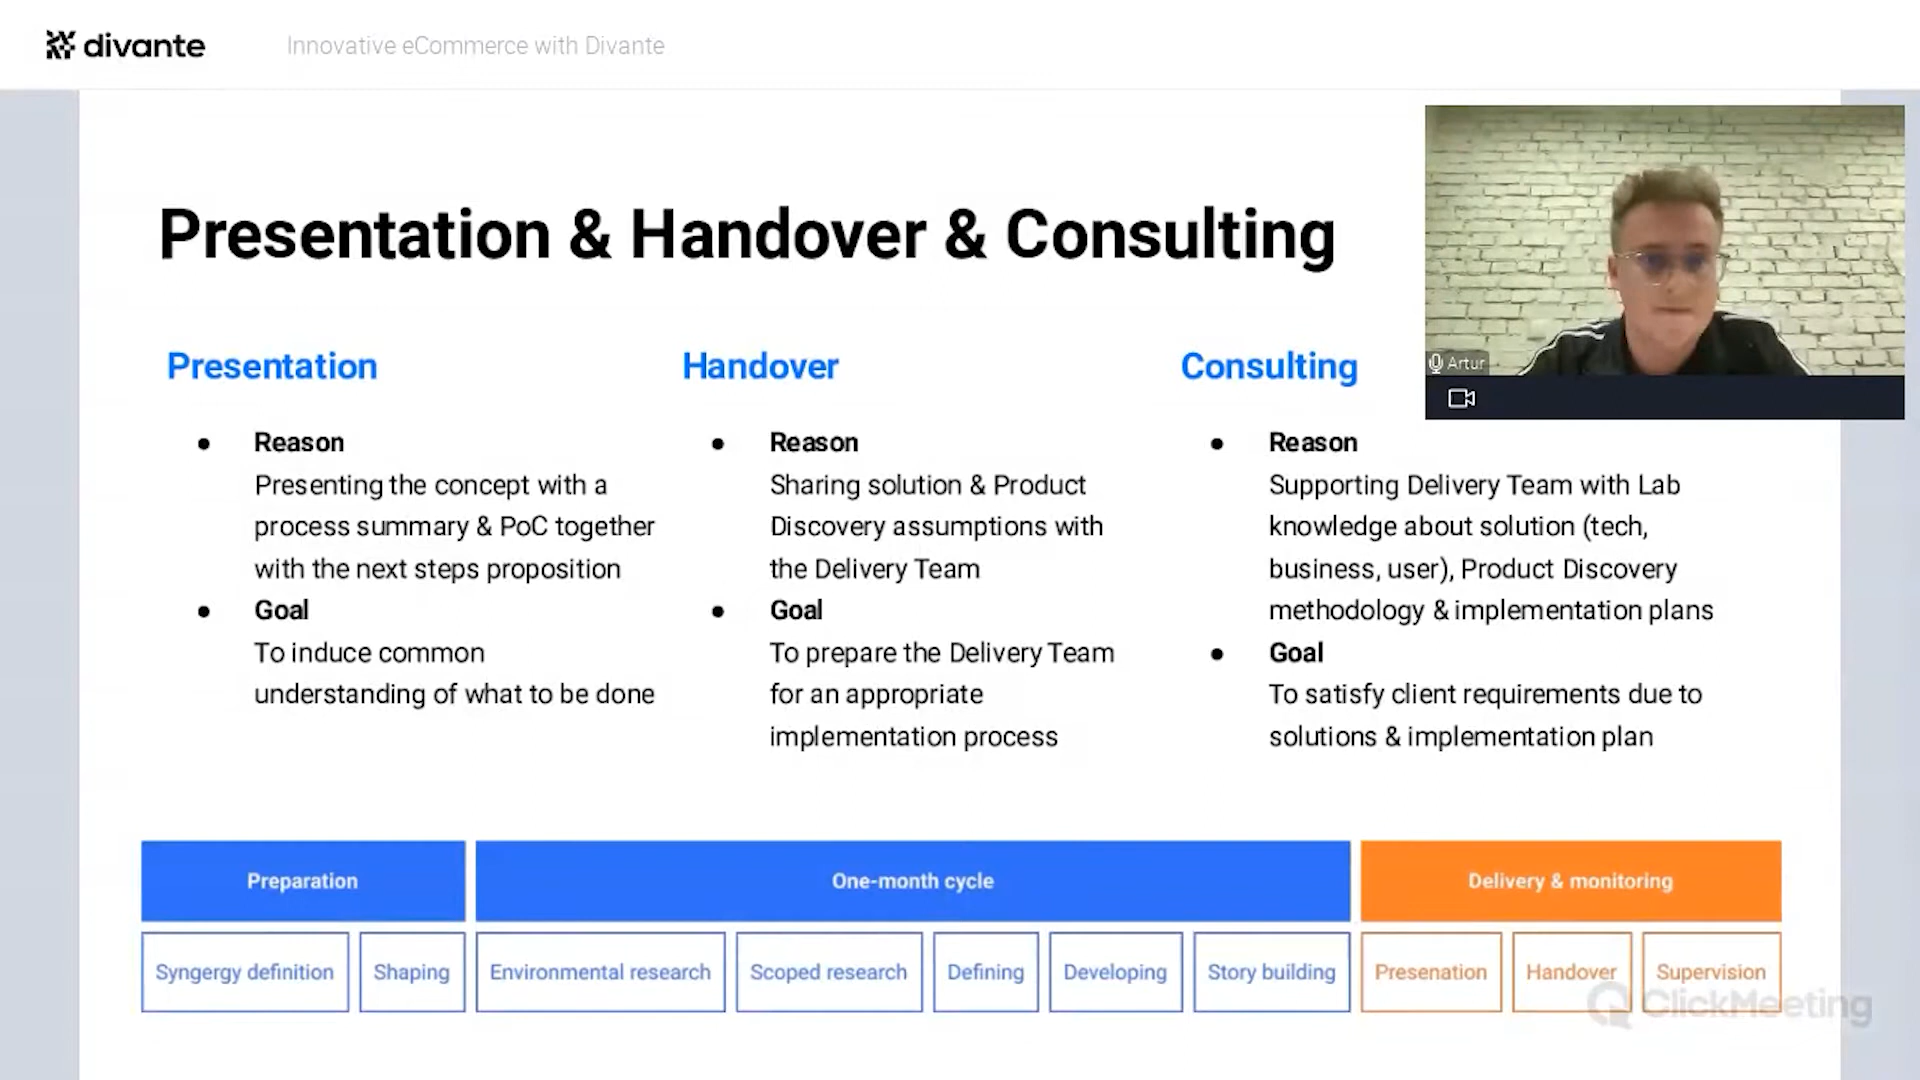 divante
Innovative eCommerce with Divante
Presentation & Handover & Consulting
Artur
Presentation
Reason
Presenting the concept with a
process summary & PoC together
with the next steps proposition
Goal
To induce common
understanding of what to be done
Handover
Reason
Sharing solution & Product
Discovery assumptions with
the Delivery Team
Goal
To prepare the Delivery Team
for an appropriate
implementation process
Consulting
Reason
Supporting Delivery Team with Lab
knowledge about solution (tech,
business, user), Product Discovery
methodology & implementation plans
Goal
To satisfy client requirements due to
solutions & implementation plan
Preparation
One-month cycle
Delivery & monitoring
Syngergy definition
Shaping
Environmental research
Scoped research
Defining
Developing
Story building
Presenation
Handover
Supervision
ClickMeeting